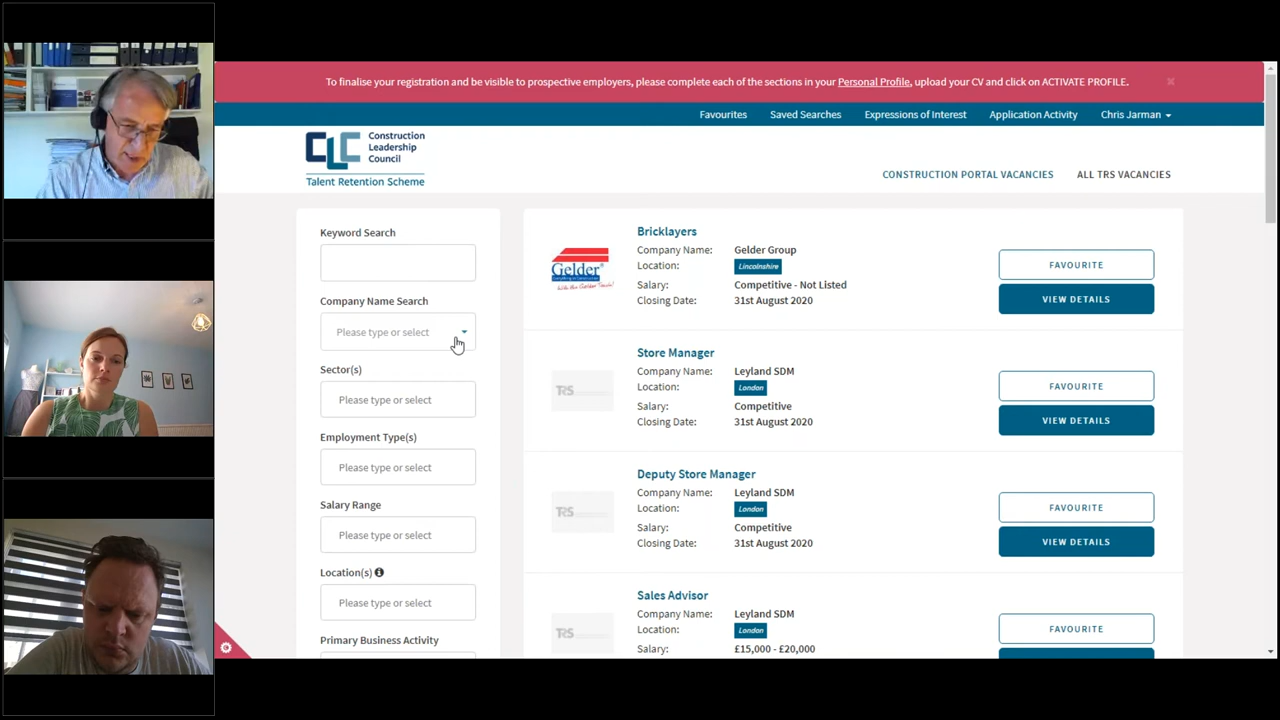 To finalise your registration and be visible to prospective employers, please complete each of the sections in your Personal Profile, upload your CV and click on ACTIVATE PROFILE.
Favourites Saved Searches Expressions of Interest Application Activity Chris Jarman
CLC Construction Leadership Council
Talent Retention Scheme
CONSTRUCTION PORTAL VACANCIES ALL TRS VACANCIES
Keyword Search
Company Name Search
Please type or select
Sector(s)
Please type or select
Employment Type(s)
Please type or select
Salary Range
Please type or select
Location(s)
Please type or select
Primary Business Activity
Gelder
Bricklayers
Company Name: Gelder Group
Location: Lincolnshire
Salary: Competitive - Not Listed
Closing Date: 31st August 2020
FAVOURITE
VIEW DETAILS
TRS
Store Manager
Company Name: Leyland SDM
Location: London
Salary: Competitive
Closing Date: 31st August 2020
FAVOURITE
VIEW DETAILS
TRS
Deputy Store Manager
Company Name: Leyland SDM
Location: London
Salary: Competitive
Closing Date: 31st August 2020
FAVOURITE
VIEW DETAILS
TRS
Sales Advisor
Company Name: Leyland SDM
Location: London
Salary: £15,000 - £20,000
FAVOURITE